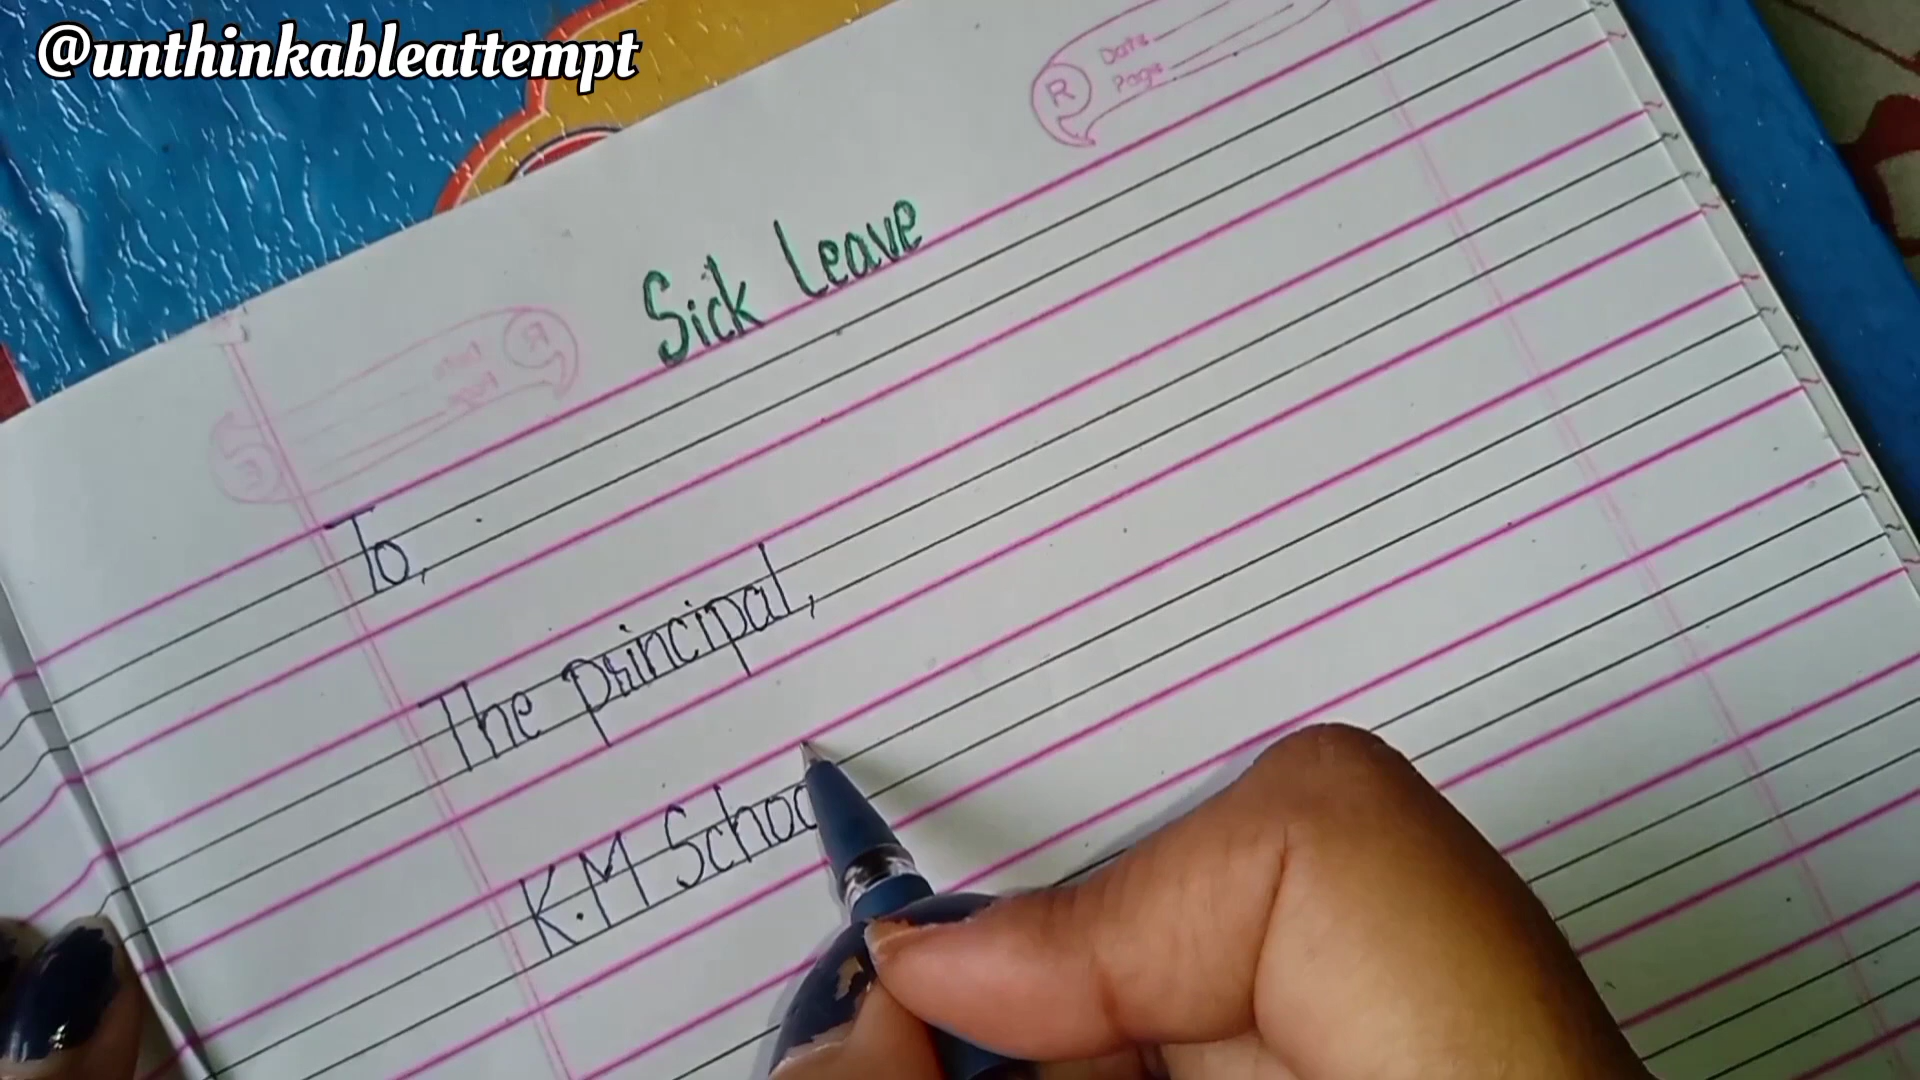 @unthinkableattempt
R
Date
Page
Sick Leave
To,
The principal,
K.M Schoo